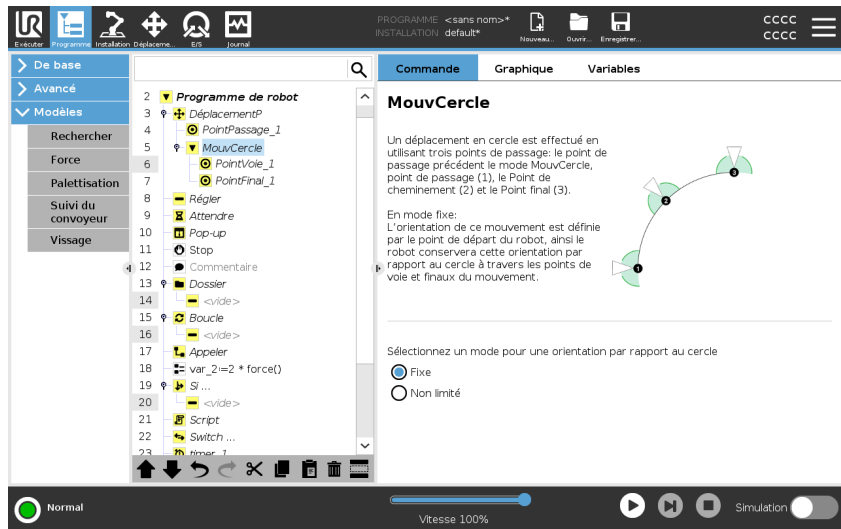 PROGRAMME <sans nom>*
INSTALLATION default*
CCCC
CCCC
Exécuter
Programme
Installation
Déplaceme...
E/S
Journal
Nouveau...
Ouvrir...
Enregistrer...
De base
Avancé
Modèles
Rechercher
Force
Palettisation
Suivi du
convoyeur
Vissage
2 Programme de robot
3 DéplacementP
4 PointPassage_1
5 MouvCercle
6 PointVoie_1
7 PointFinal_1
8 Régler
9 Attendre
10 Pop-up
11 Stop
12 Commentaire
13 Dossier
14 <vide>
15 Boucle
16 <vide>
17 Appeler
18 var_2≔2 * force()
19 Si ...
20 <vide>
21 Script
22 Switch ...
23 timer_1
Commande
Graphique
Variables
MouvCercle
Un déplacement en cercle est effectué en
utilisant trois points de passage: le point de
passage précédent le mode MouvCercle,
point de passage (1), le Point de
cheminement (2) et le Point final (3).
En mode fixe:
L'orientation de ce mouvement est définie
par le point de départ du robot, ainsi le
robot conservera cette orientation par
rapport au cercle à travers les points de
voie et finaux du mouvement.
3
2
1
Sélectionnez un mode pour une orientation par rapport au cercle
Fixe
Non limité
Normal
Vitesse 100%
Simulation